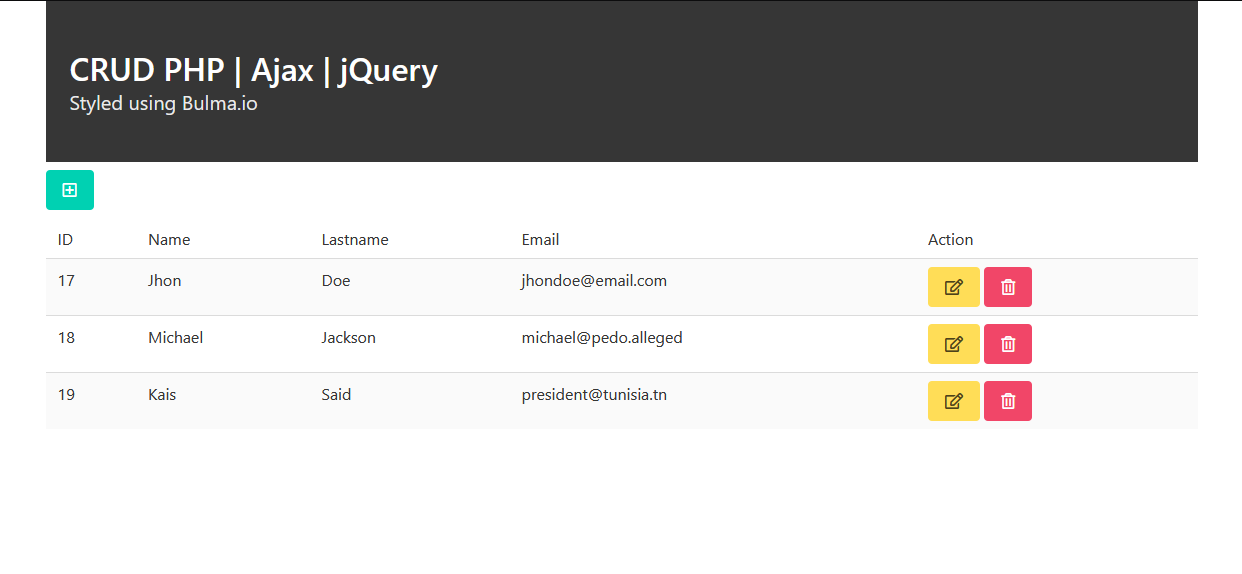 CRUD PHP | Ajax | jQuery
Styled using Bulma.io
ID Name Lastname Email Action
17 Jhon Doe jhondoe@email.com
18 Michael Jackson michael@pedo.alleged
19 Kais Said president@tunisia.tn